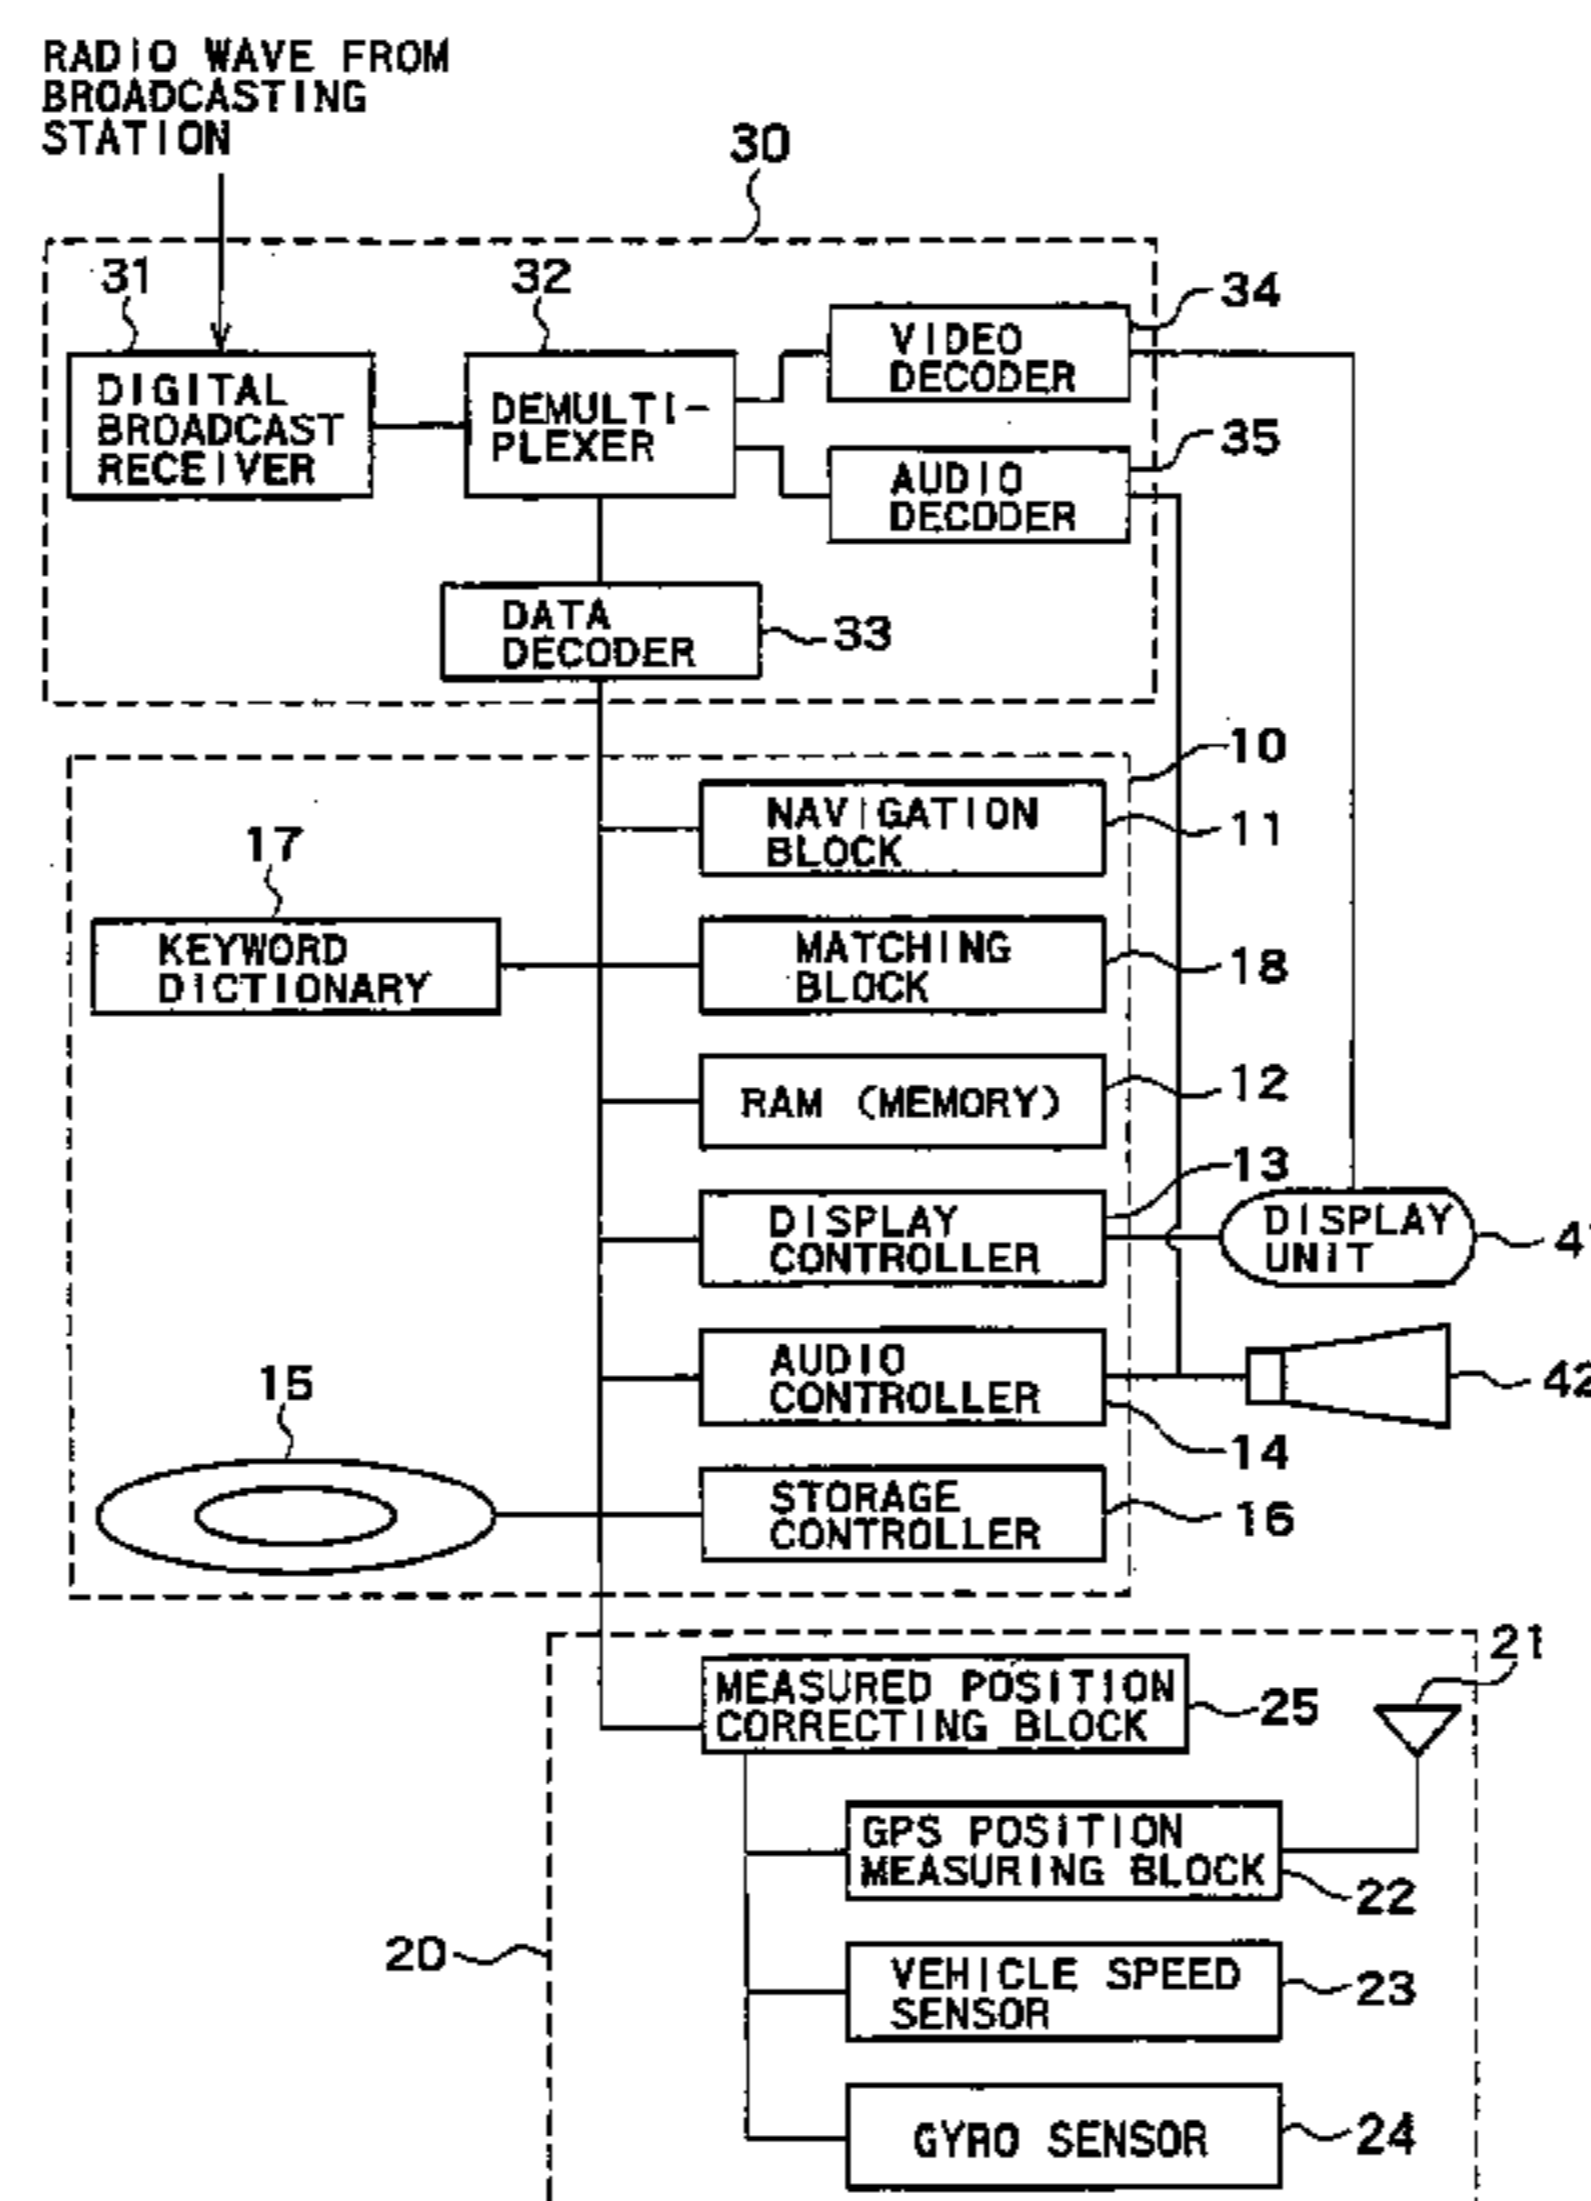 RADIO WAVE FROM
BROADCASTING
STATION
30
31
32
34
DIGITAL
BROADCAST
RECEIVER
DEMULTI-
PLEXER
VIDEO
DECODER
35
AUDIO
DECODER
DATA
DECODER
33
10
NAVIGATION
BLOCK
11
17
KEYWORD
DICTIONARY
MATCHING
BLOCK
18
RAM (MEMORY)
12
13
DISPLAY
CONTROLLER
DISPLAY
UNIT
41
AUDIO
CONTROLLER
42
14
15
STORAGE
CONTROLLER
16
21
MEASURED POSITION
CORRECTING BLOCK
25
GPS POSITION
MEASURING BLOCK
22
20
VEHICLE SPEED
SENSOR
23
GYRO SENSOR
24